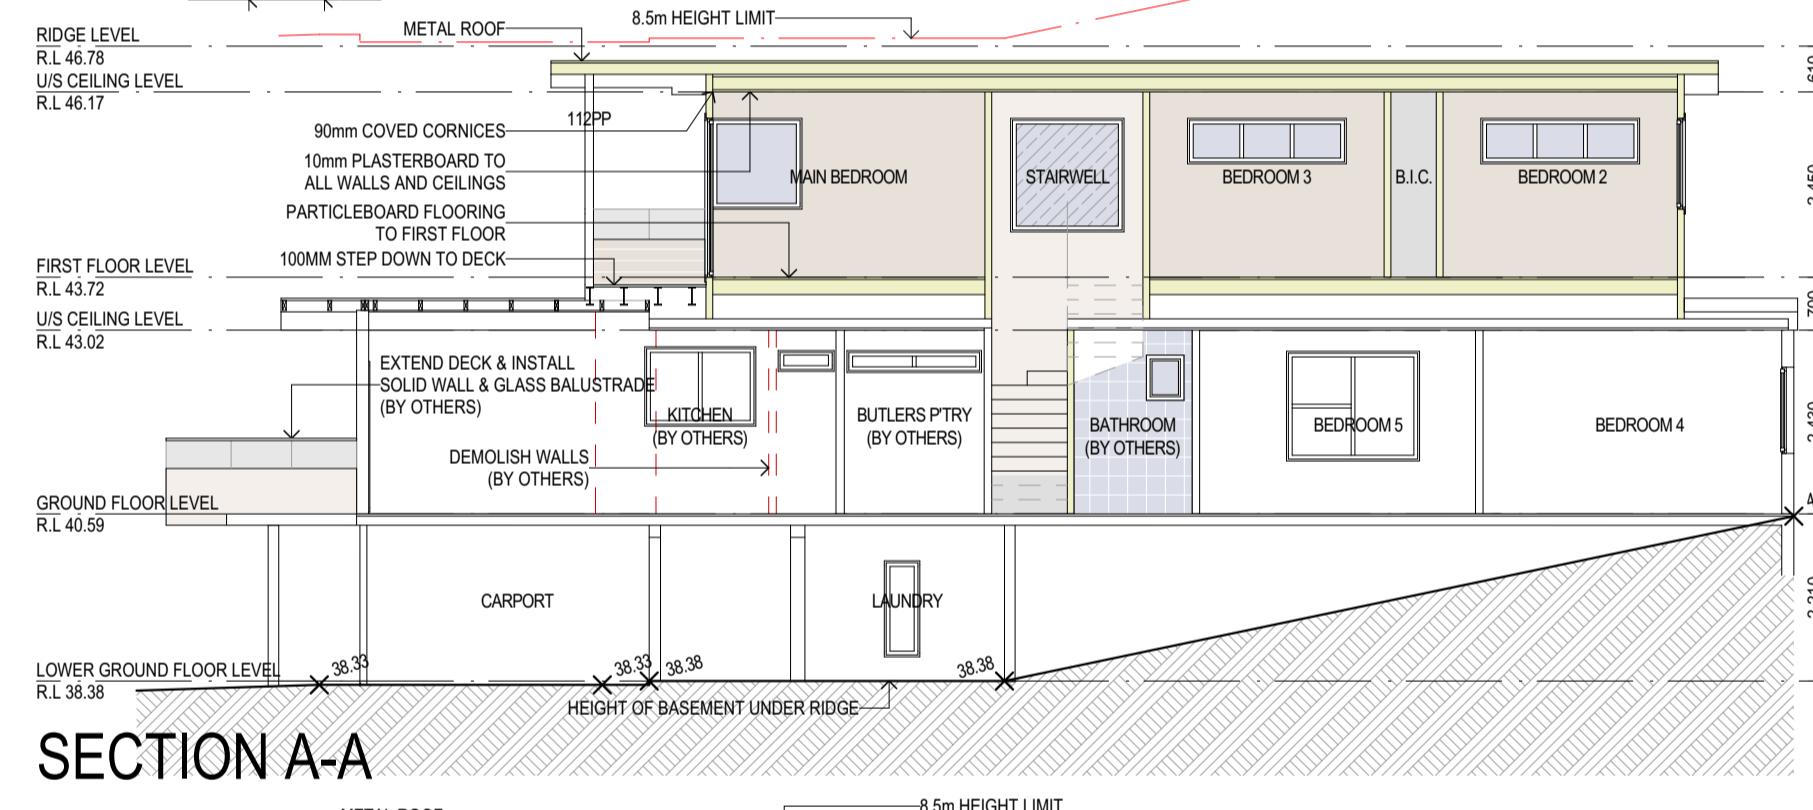 8.5m HEIGHT LIMIT
METAL ROOF
RIDGE LEVEL
R.L 46.78
U/S CEILING LEVEL
R.L 46.17
112PP
90mm COVED CORNICES
10mm PLASTERBOARD TO
ALL WALLS AND CEILINGS
PARTICLEBOARD FLOORING
TO FIRST FLOOR
100MM STEP DOWN TO DECK
MAIN BEDROOM
STAIRWELL
BEDROOM 3
B.I.C.
BEDROOM 2
FIRST FLOOR LEVEL
R.L 43.72
U/S CEILING LEVEL
R.L 43.02
EXTEND DECK & INSTALL
SOLID WALL & GLASS BALUSTRADE
(BY OTHERS)
KITCHEN
(BY OTHERS)
DEMOLISH WALLS
(BY OTHERS)
BUTLERS P'TRY
(BY OTHERS)
BATHROOM
(BY OTHERS)
BEDROOM 5
BEDROOM 4
GROUND FLOOR LEVEL
R.L 40.59
CARPORT
LAUNDRY
LOWER GROUND FLOOR LEVEL
R.L 38.38
38.33
38.33
38.38
38.38
HEIGHT OF BASEMENT UNDER RIDGE
SECTION A-A
8.5m HEIGHT LIMIT